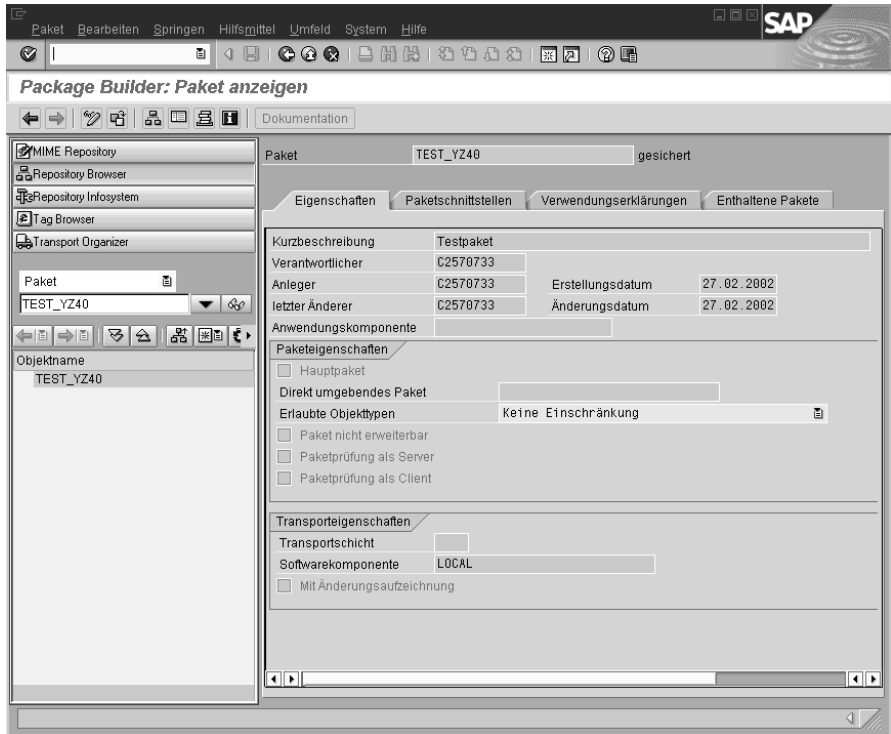 Paket Bearbeiten Springen Hilfsmittel Umfeld System Hilfe
SAP
Package Builder: Paket anzeigen
Dokumentation
MIME Repository
Repository Browser
Repository Infosystem
Tag Browser
Transport Organizer
Paket
TEST_YZ40
Objektname
TEST_YZ40
Paket TEST_YZ40 gesichert
Eigenschaften Paketschnittstellen Verwendungserklärungen Enthaltene Pakete
Kurzbeschreibung Testpaket
Verantwortlicher C2570733
Anleger C2570733 Erstellungsdatum 27.02.2002
letzter Änderer C2570733 Änderungsdatum 27.02.2002
Anwendungskomponente
Paketeigenschaften
Hauptpaket
Direkt umgebendes Paket
Erlaubte Objekttypen Keine Einschränkung
Paket nicht erweiterbar
Paketprüfung als Server
Paketprüfung als Client
Transporteigenschaften
Transportschicht
Softwarekomponente LOCAL
Mit Änderungsaufzeichnung